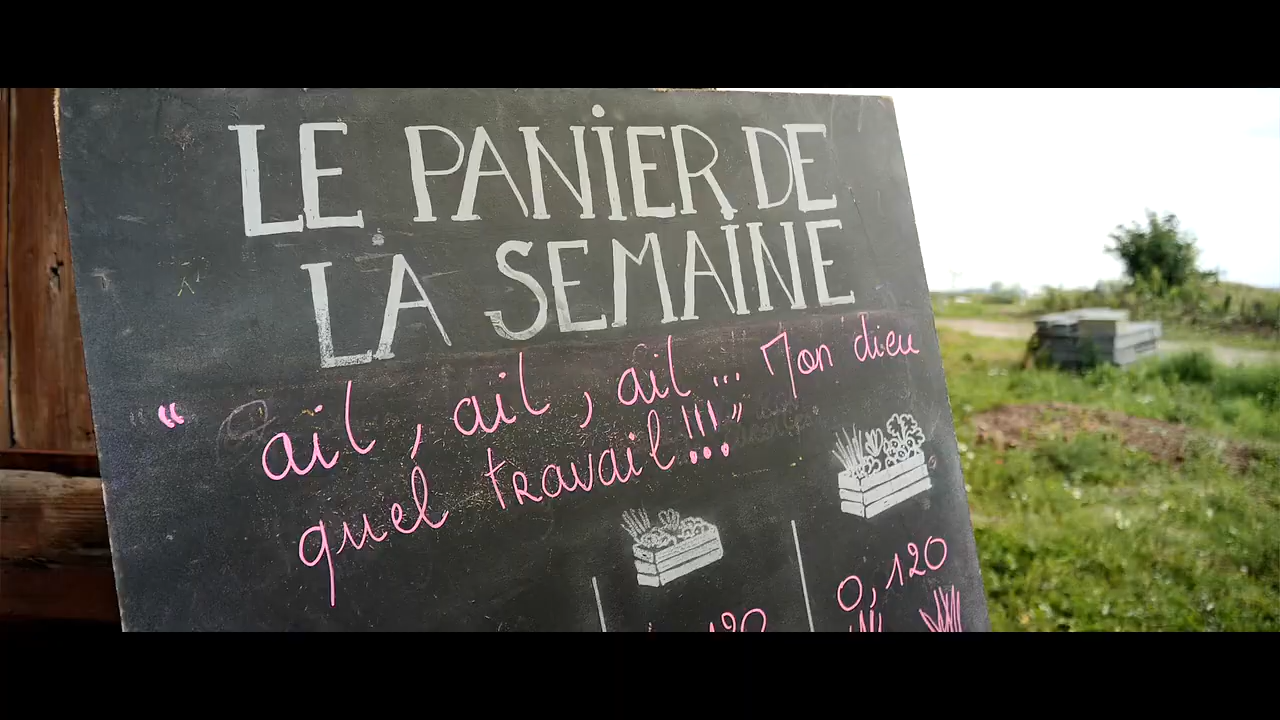 LE PANIER DE
LA SEMAINE
“ ail, ail, ail... Mon dieu
quel travail!!!”
0,120